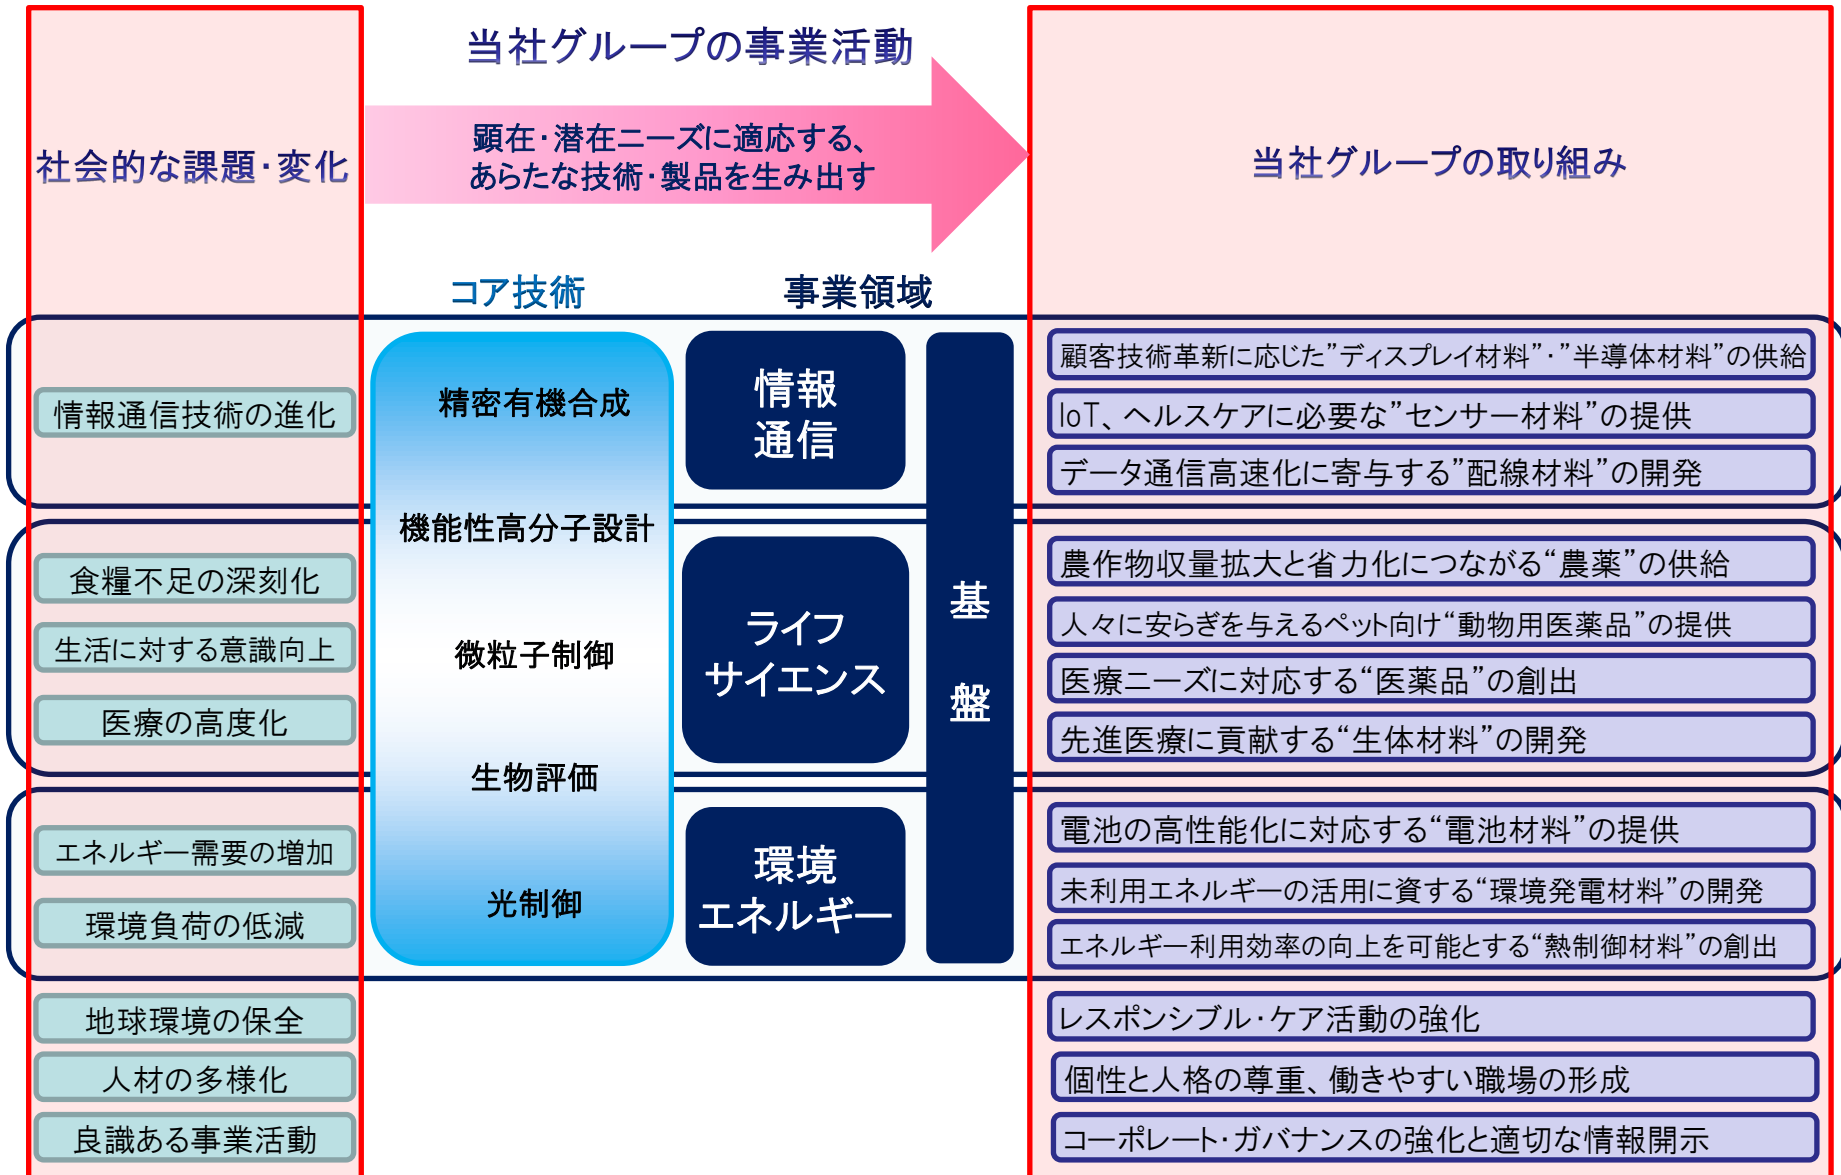 当社グループの事業活動
顕在・潜在ニーズに適応する、
あらたな技術・製品を生み出す
社会的な課題・変化
当社グループの取り組み
コア技術
事業領域
情報通信技術の進化
食糧不足の深刻化
生活に対する意識向上
医療の高度化
エネルギー需要の増加
環境負荷の低減
地球環境の保全
人材の多様化
良識ある事業活動
精密有機合成
機能性高分子設計
微粒子制御
生物評価
光制御
情報
通信
ライフ
サイエンス
環境
エネルギー
基
盤
顧客技術革新に応じた”ディスプレイ材料”・”半導体材料”の供給
IoT、ヘルスケアに必要な”センサー材料”の提供
データ通信高速化に寄与する”配線材料”の開発
農作物収量拡大と省力化につながる“農薬”の供給
人々に安らぎを与えるペット向け“動物用医薬品”の提供
医療ニーズに対応する“医薬品”の創出
先進医療に貢献する“生体材料”の開発
電池の高性能化に対応する“電池材料”の提供
未利用エネルギーの活用に資する“環境発電材料”の開発
エネルギー利用効率の向上を可能とする“熱制御材料”の創出
レスポンシブル・ケア活動の強化
個性と人格の尊重、働きやすい職場の形成
コーポレート・ガバナンスの強化と適切な情報開示